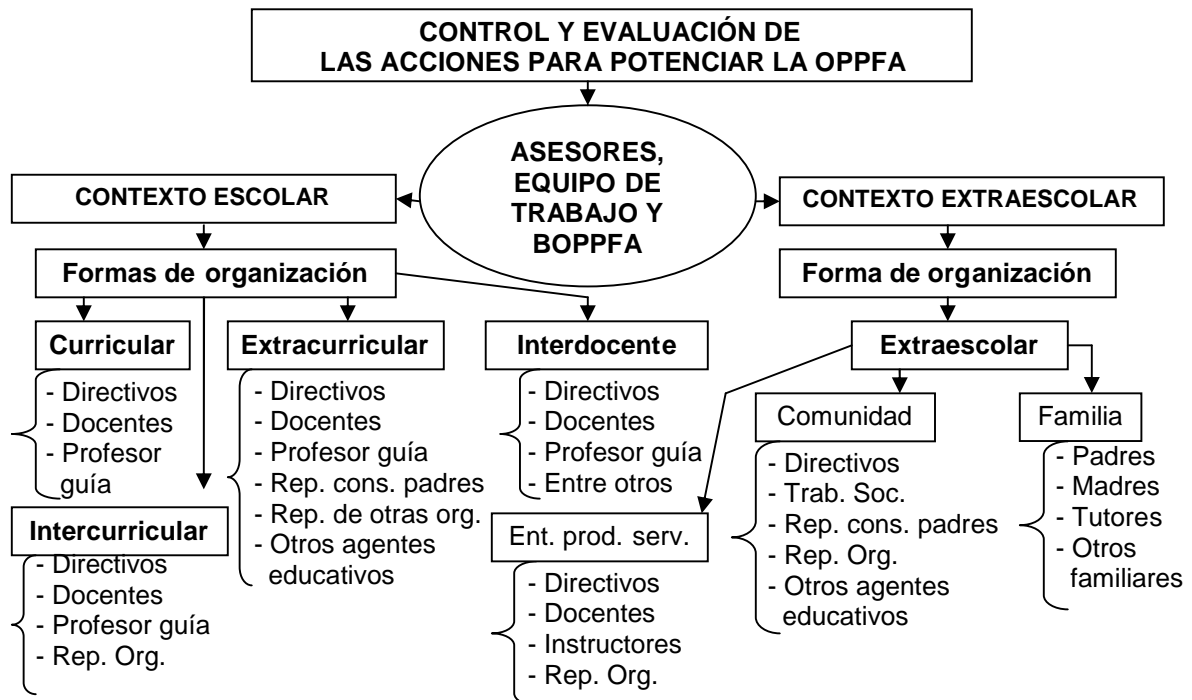 CONTROL Y EVALUACIÓN DE
LAS ACCIONES PARA POTENCIAR LA OPPFA
ASESORES,
EQUIPO DE
TRABAJO Y
BOPPFA
CONTEXTO ESCOLAR
Formas de organización
Curricular
- Directivos
- Docentes
- Profesor
guía
Intercurricular
- Directivos
- Docentes
- Profesor guía
- Rep. Org.
Extracurricular
- Directivos
- Docentes
- Profesor guía
- Rep. cons. padres
- Rep. de otras org.
- Otros agentes
educativos
Interdocente
- Directivos
- Docentes
- Profesor guía
- Entre otros
CONTEXTO EXTRAESCOLAR
Forma de organización
Extraescolar
Ent. prod. serv.
- Directivos
- Docentes
- Instructores
- Rep. Org.
Comunidad
- Directivos
- Trab. Soc.
- Rep. cons. padres
- Rep. Org.
- Otros agentes
educativos
Familia
- Padres
- Madres
- Tutores
- Otros
familiares